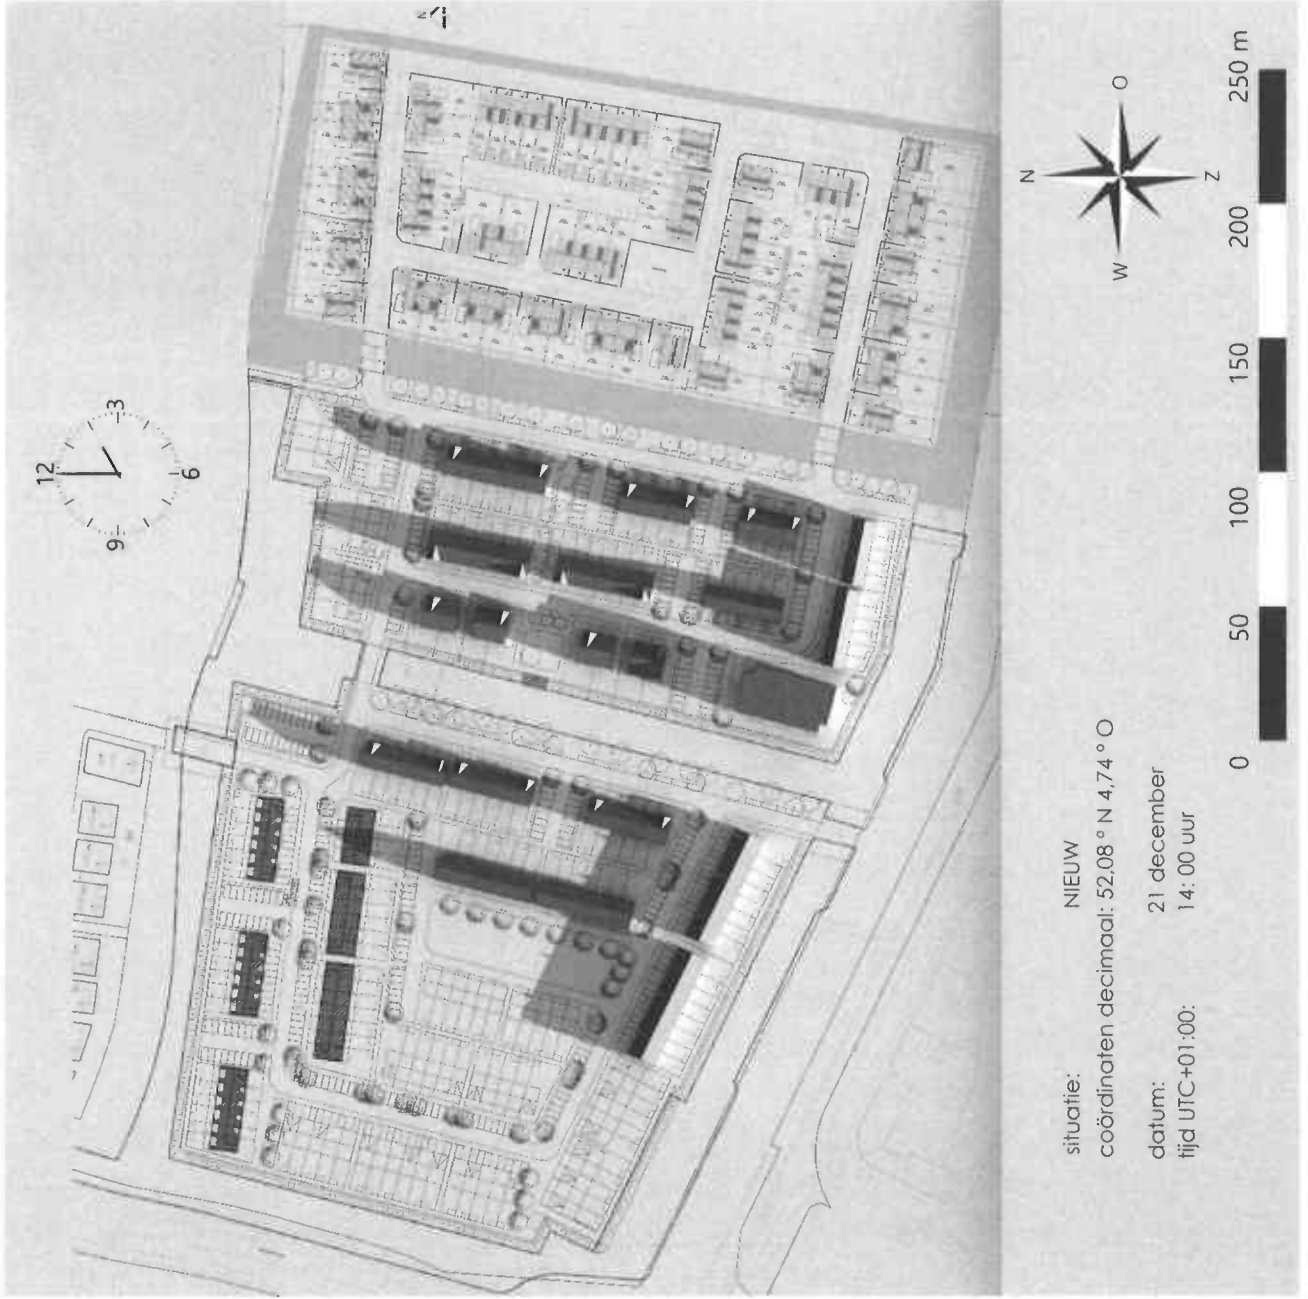 N
12
3
6
9
N
O
Z
W
situatie: NIEUW
coördinaten decimaal: 52,08 ° N 4,74 ° O
datum: 21 december
tijd UTC+01:00: 14: 00 uur
0 50 100 150 200 250 m